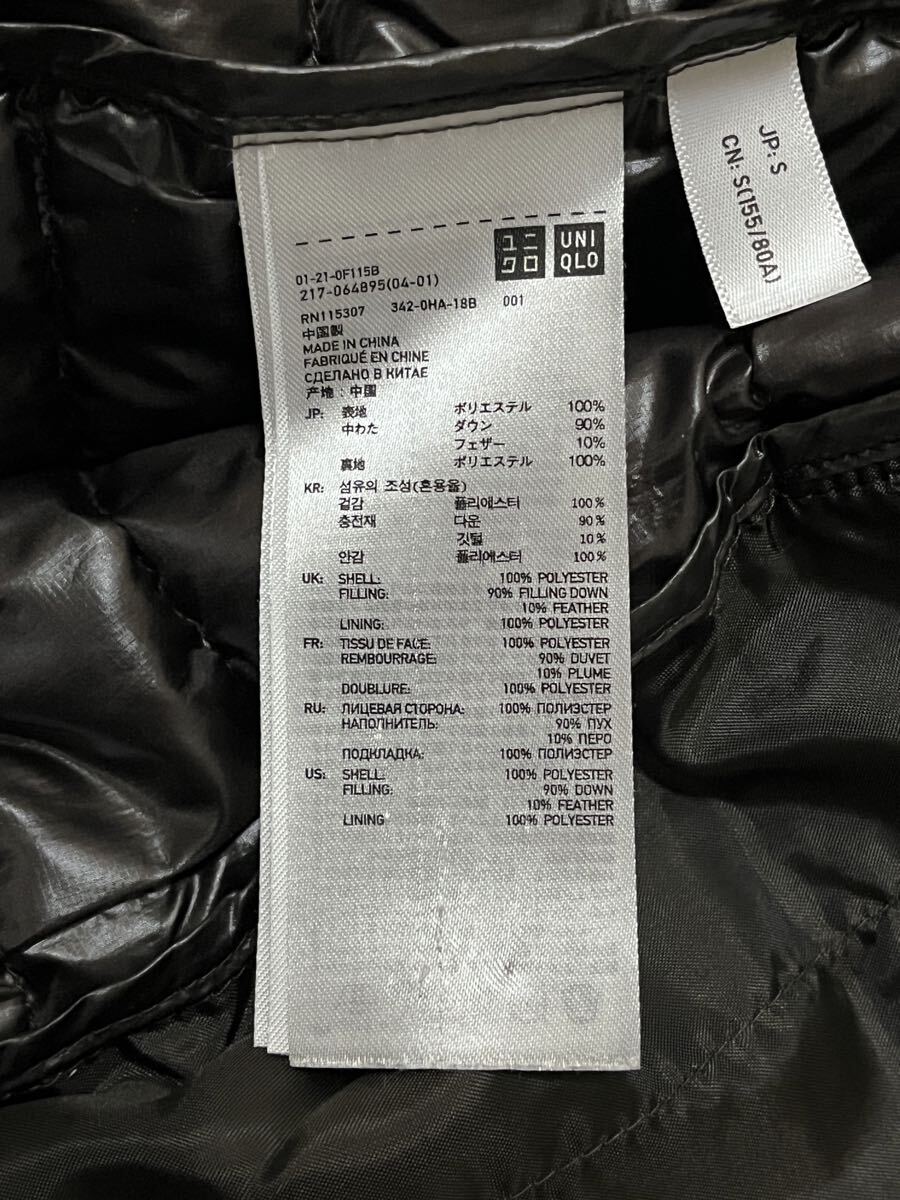 JP: S
CN: S(155/80A)
ユニ
クロ
UNI
QLO
01-21-0F115B
217-064895(04-01)
RN115307 342-0HA-18B 001
中国製
MADE IN CHINA
FABRIQUÉ EN CHINE
СДЕЛАНО В КИТАЕ
产地：中国
JP: 表地 ポリエステル 100%
中わた ダウン 90%
フェザー 10%
裏地 ポリエステル 100%
KR: 섬유의 조성(혼용율)
겉감 폴리에스터 100%
충전재 다운 90%
깃털 10%
안감 폴리에스터 100%
UK: SHELL: 100% POLYESTER
FILLING: 90% FILLING DOWN
10% FEATHER
LINING: 100% POLYESTER
FR: TISSU DE FACE: 100% POLYESTER
REMBOURRAGE: 90% DUVET
10% PLUME
DOUBLURE: 100% POLYESTER
RU: ЛИЦЕВАЯ СТОРОНА: 100% ПОЛИЭСТЕР
НАПОЛНИТЕЛЬ: 90% ПУХ
10% ПЕРО
ПОДКЛАДКА: 100% ПОЛИЭСТЕР
US: SHELL: 100% POLYESTER
FILLING: 90% DOWN
10% FEATHER
LINING 100% POLYESTER